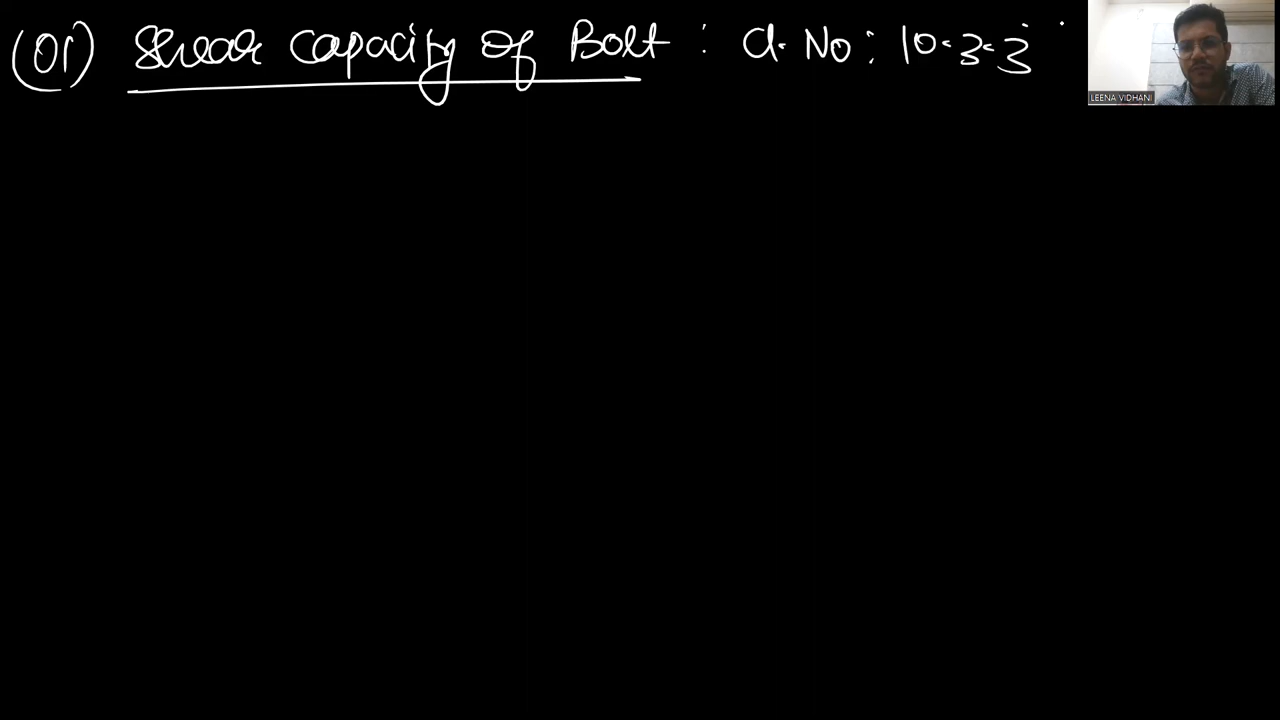 (01) Shear Capacity of Bolt : Cl. No : 10.3.3
LEENA VIDHANI